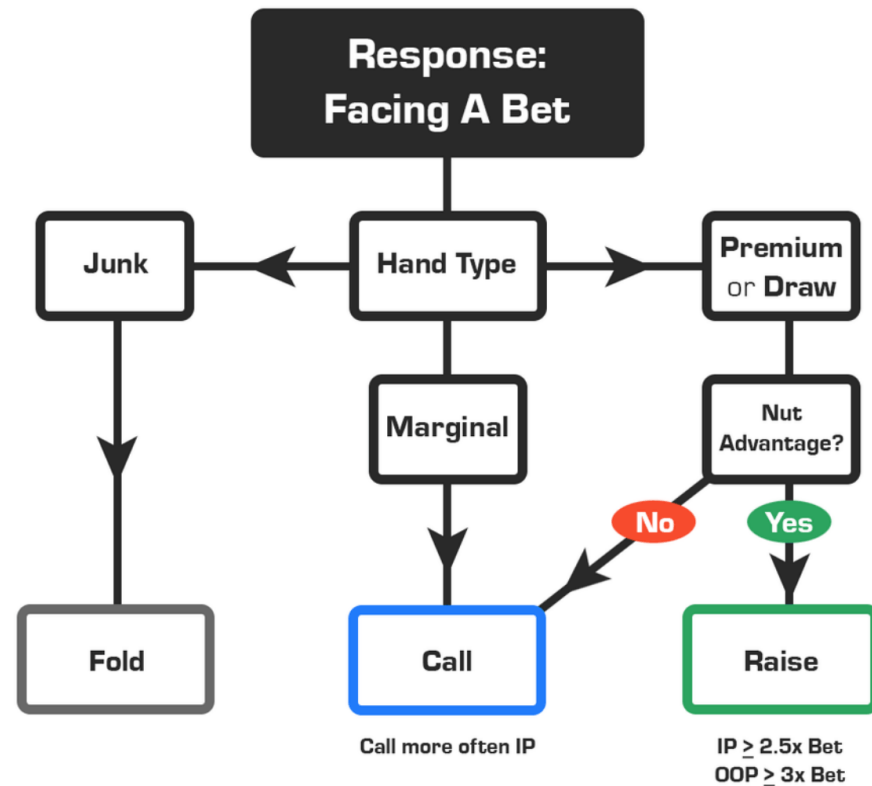 Response:
Facing A Bet
Junk
Hand Type
Premium
or Draw
Marginal
Nut
Advantage?
No
Yes
Fold
Call
Raise
Call more often IP
IP ≥ 2.5x Bet
OOP ≥ 3x Bet